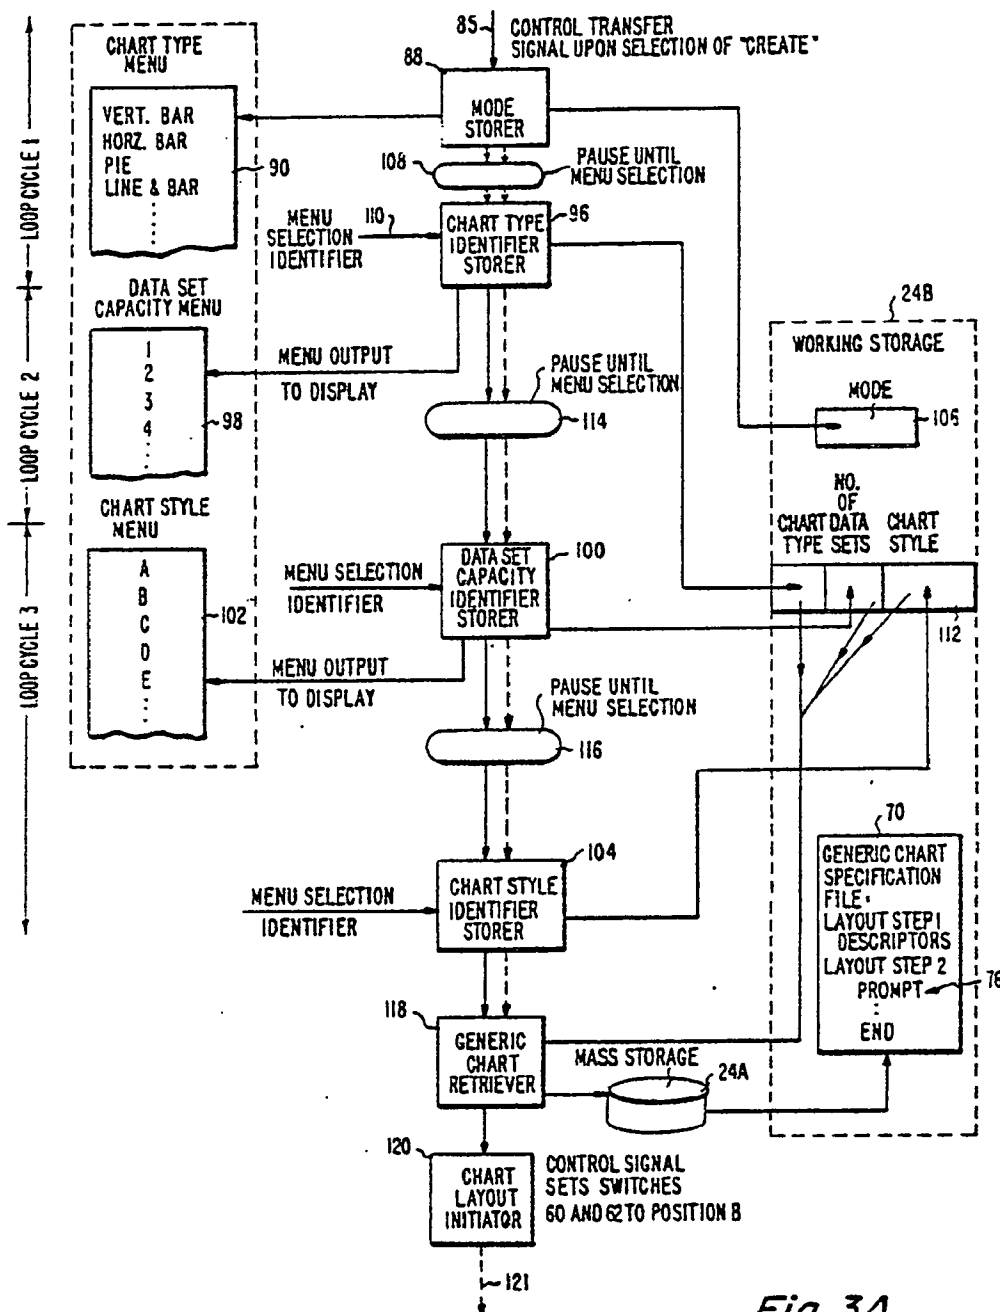 85
CONTROL TRANSFER
SIGNAL UPON SELECTION OF "CREATE"
88
MODE
STORER
CHART TYPE
MENU
VERT. BAR
HORZ. BAR
PIE
LINE & BAR
90
LOOP CYCLE 1
108
PAUSE UNTIL
MENU SELECTION
MENU
SELECTION
IDENTIFIER
110
96
CHART TYPE
IDENTIFIER
STORER
DATA SET
CAPACITY MENU
1
2
3
4
98
LOOP CYCLE 2
MENU OUTPUT
TO DISPLAY
PAUSE UNTIL
MENU SELECTION
114
24B
WORKING STORAGE
MODE
106
NO.
OF
CHART DATA CHART
TYPE SETS STYLE
112
CHART STYLE
MENU
A
B
C
D
E
102
LOOP CYCLE 3
MENU SELECTION
IDENTIFIER
100
DATA SET
CAPACITY
IDENTIFIER
STORER
MENU OUTPUT
TO DISPLAY
PAUSE UNTIL
MENU SELECTION
116
104
MENU SELECTION
IDENTIFIER
CHART STYLE
IDENTIFIER
STORER
70
GENERIC CHART
SPECIFICATION
FILE:
LAYOUT STEP 1
DESCRIPTORS
LAYOUT STEP 2
PROMPT
78
END
118
GENERIC
CHART
RETRIEVER
MASS STORAGE
24A
120
CHART
LAYOUT
INITIATOR
CONTROL SIGNAL
SETS SWITCHES
60 AND 62 TO POSITION B
121
Fig. 3A